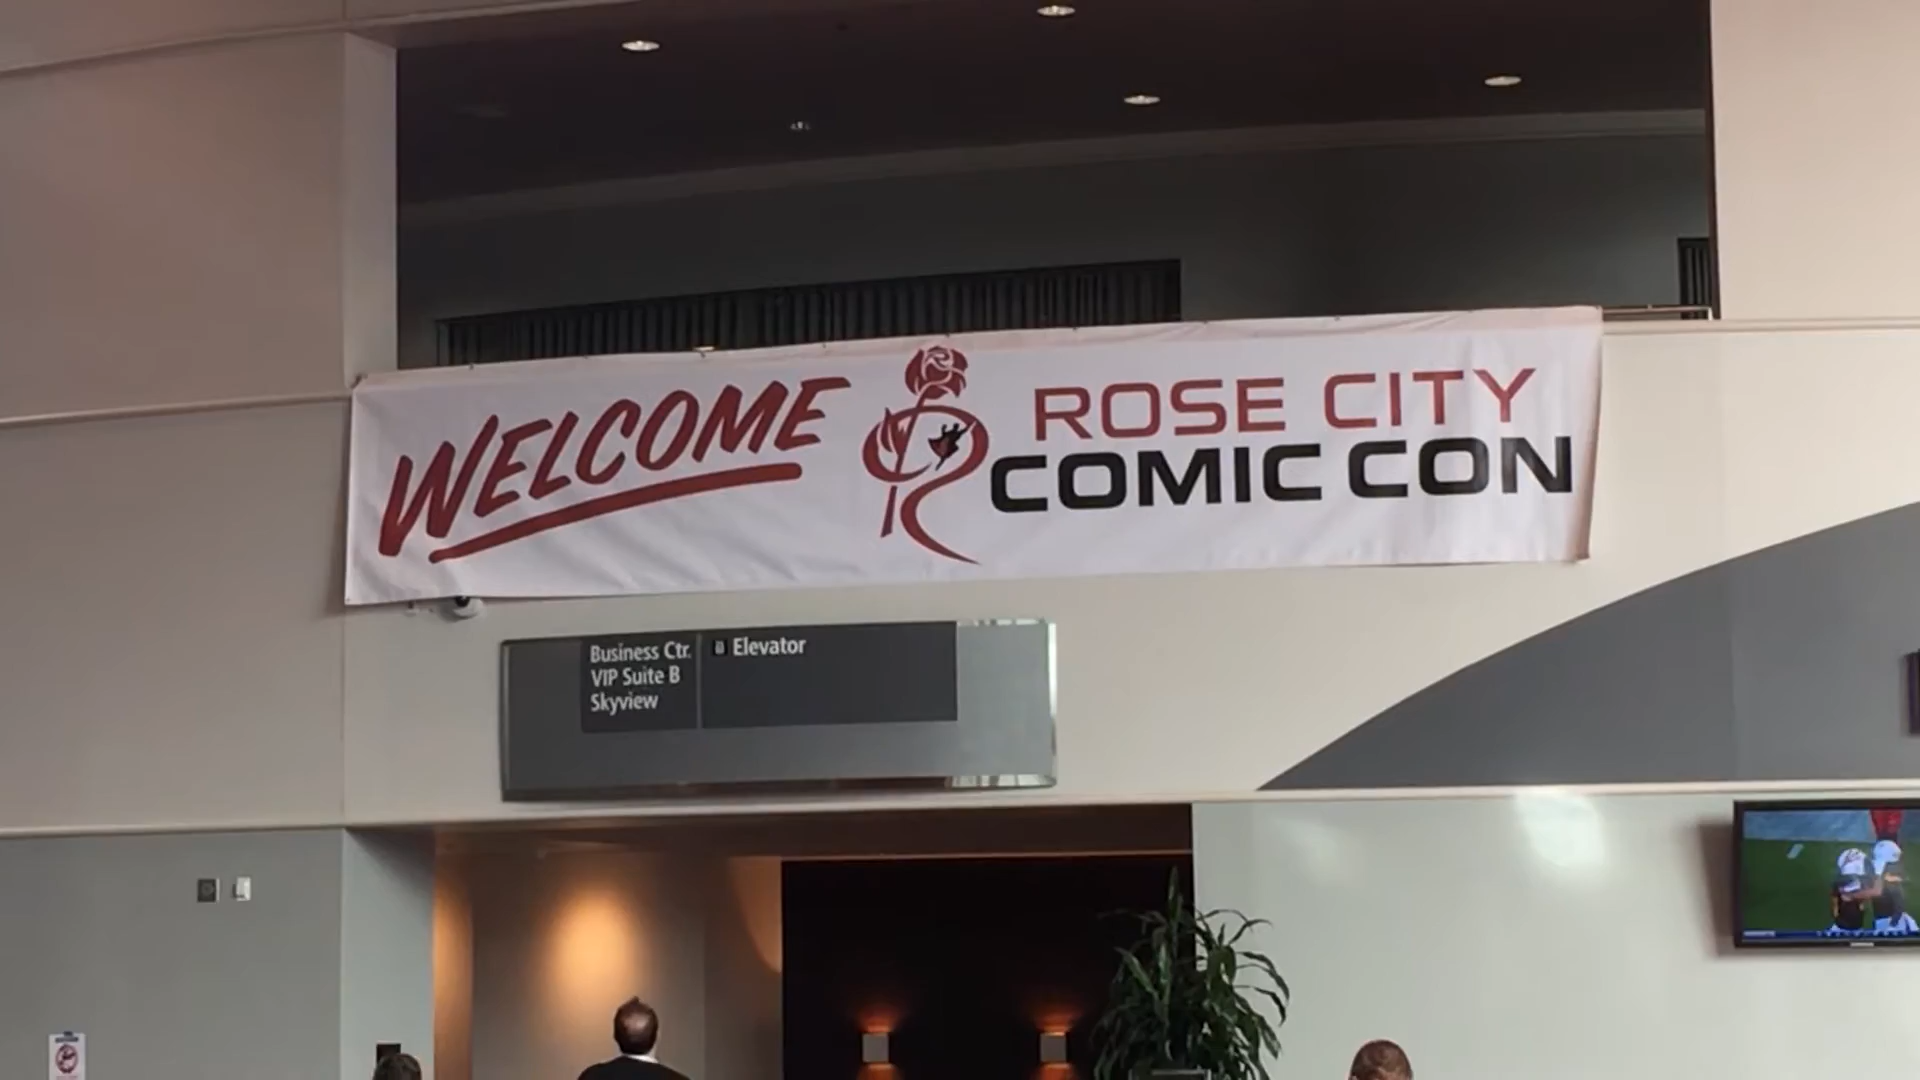 WELCOME
ROSE CITY
COMIC CON
Business Ctr.
VIP Suite B
Skyview
Elevator